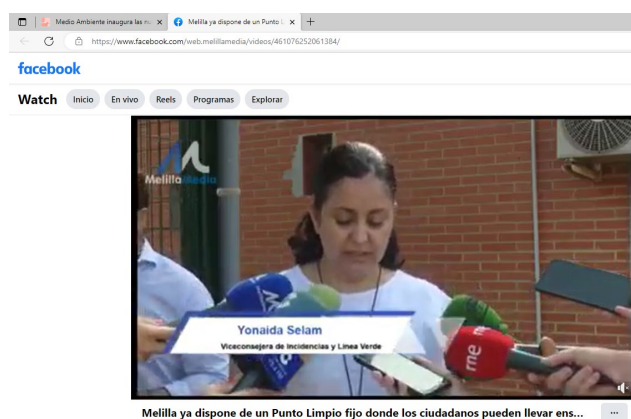 Medio Ambiente inaugura las nu
Melilla ya dispone de un Punto L
https://www.facebook.com/web.melillamedia/videos/461076252061384/
facebook
Watch Inicio En vivo Reels Programas Explorar
MelillaMedia
Yonaida Selam
Viceconsejera de Incidencias y Línea Verde
rne
Melilla ya dispone de un Punto Limpio fijo donde los ciudadanos pueden llevar ens...